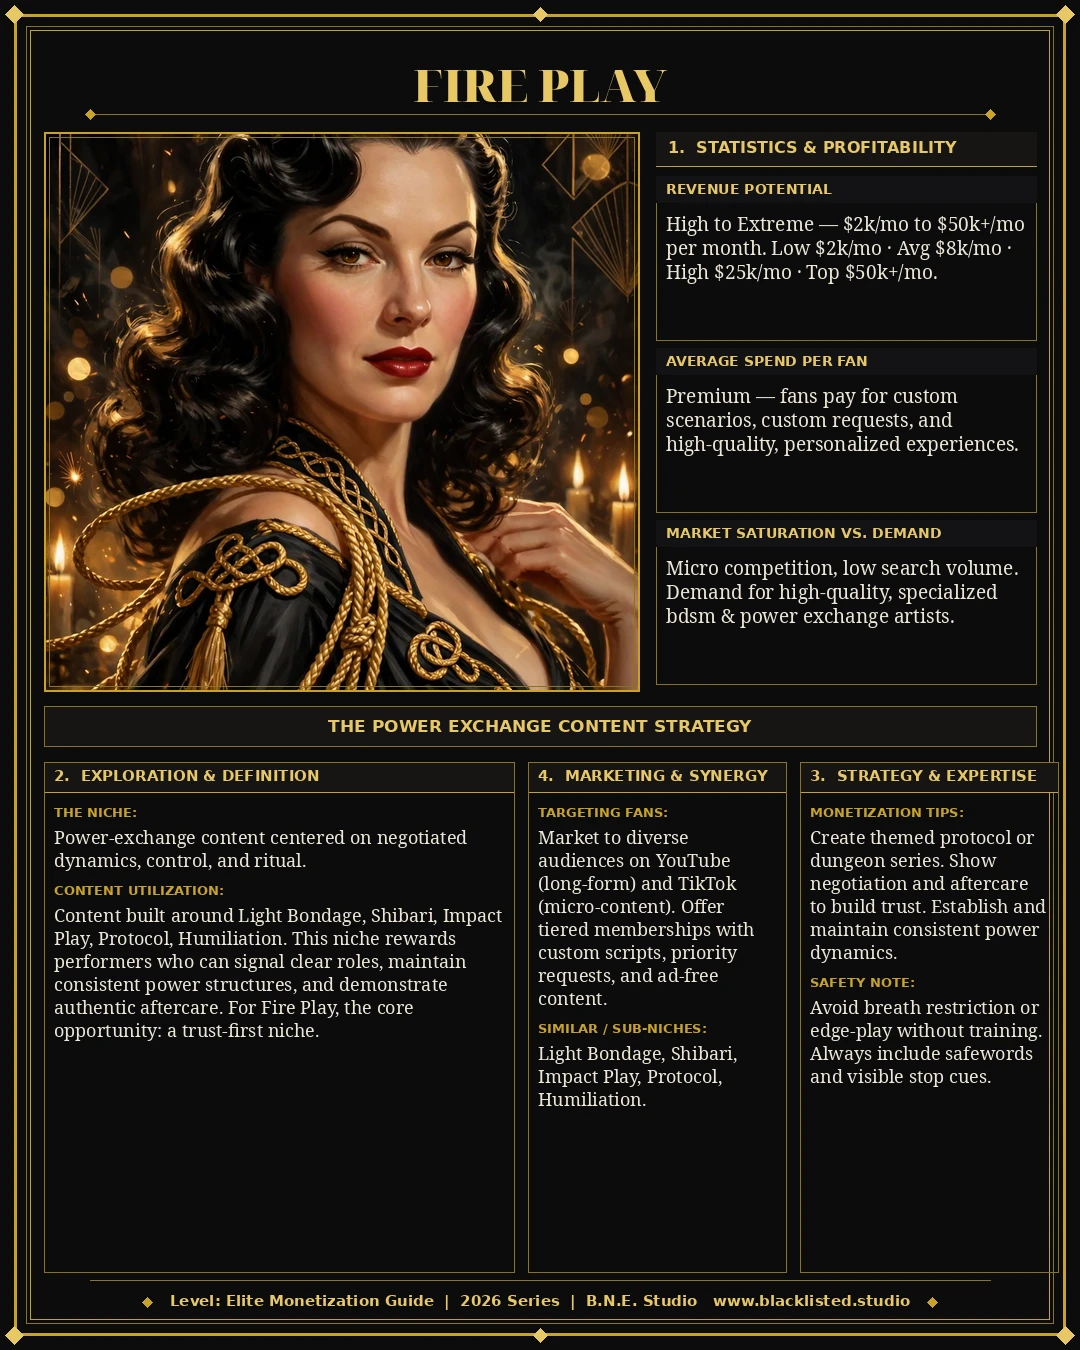 FIRE PLAY
1. STATISTICS & PROFITABILITY
REVENUE POTENTIAL
High to Extreme — $2k/mo to $50k+/mo
per month. Low $2k/mo · Avg $8k/mo ·
High $25k/mo · Top $50k+/mo.
AVERAGE SPEND PER FAN
Premium — fans pay for custom
scenarios, custom requests, and
high-quality, personalized experiences.
MARKET SATURATION VS. DEMAND
Micro competition, low search volume.
Demand for high-quality, specialized
bdsm & power exchange artists.
THE POWER EXCHANGE CONTENT STRATEGY
2. EXPLORATION & DEFINITION
THE NICHE:
Power-exchange content centered on negotiated
dynamics, control, and ritual.
CONTENT UTILIZATION:
Content built around Light Bondage, Shibari, Impact
Play, Protocol, Humiliation. This niche rewards
performers who can signal clear roles, maintain
consistent power structures, and demonstrate
authentic aftercare. For Fire Play, the core
opportunity: a trust-first niche.
4. MARKETING & SYNERGY
TARGETING FANS:
Market to diverse
audiences on YouTube
(long-form) and TikTok
(micro-content). Offer
tiered memberships with
custom scripts, priority
requests, and ad-free
content.
SIMILAR / SUB-NICHES:
Light Bondage, Shibari,
Impact Play, Protocol,
Humiliation.
3. STRATEGY & EXPERTISE
MONETIZATION TIPS:
Create themed protocol or
dungeon series. Show
negotiation and aftercare
to build trust. Establish and
maintain consistent power
dynamics.
SAFETY NOTE:
Avoid breath restriction or
edge-play without training.
Always include safewords
and visible stop cues.
Level: Elite Monetization Guide | 2026 Series | B.N.E. Studio www.blacklisted.studio